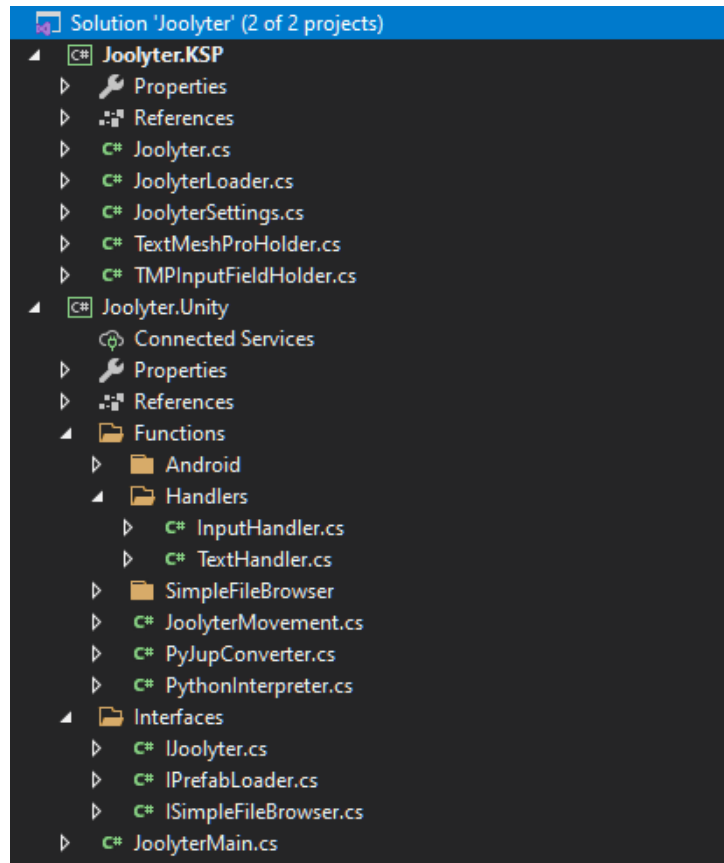 Solution 'Joolyter' (2 of 2 projects)
C# Joolyter.KSP
Properties
References
C# Joolyter.cs
C# JoolyterLoader.cs
C# JoolyterSettings.cs
C# TextMeshProHolder.cs
C# TMPInputFieldHolder.cs
C# Joolyter.Unity
Connected Services
Properties
References
Functions
Android
Handlers
C# InputHandler.cs
C# TextHandler.cs
SimpleFileBrowser
C# JoolyterMovement.cs
C# PyJupConverter.cs
C# PythonInterpreter.cs
Interfaces
C# IJoolyter.cs
C# IPrefabLoader.cs
C# ISimpleFileBrowser.cs
C# JoolyterMain.cs